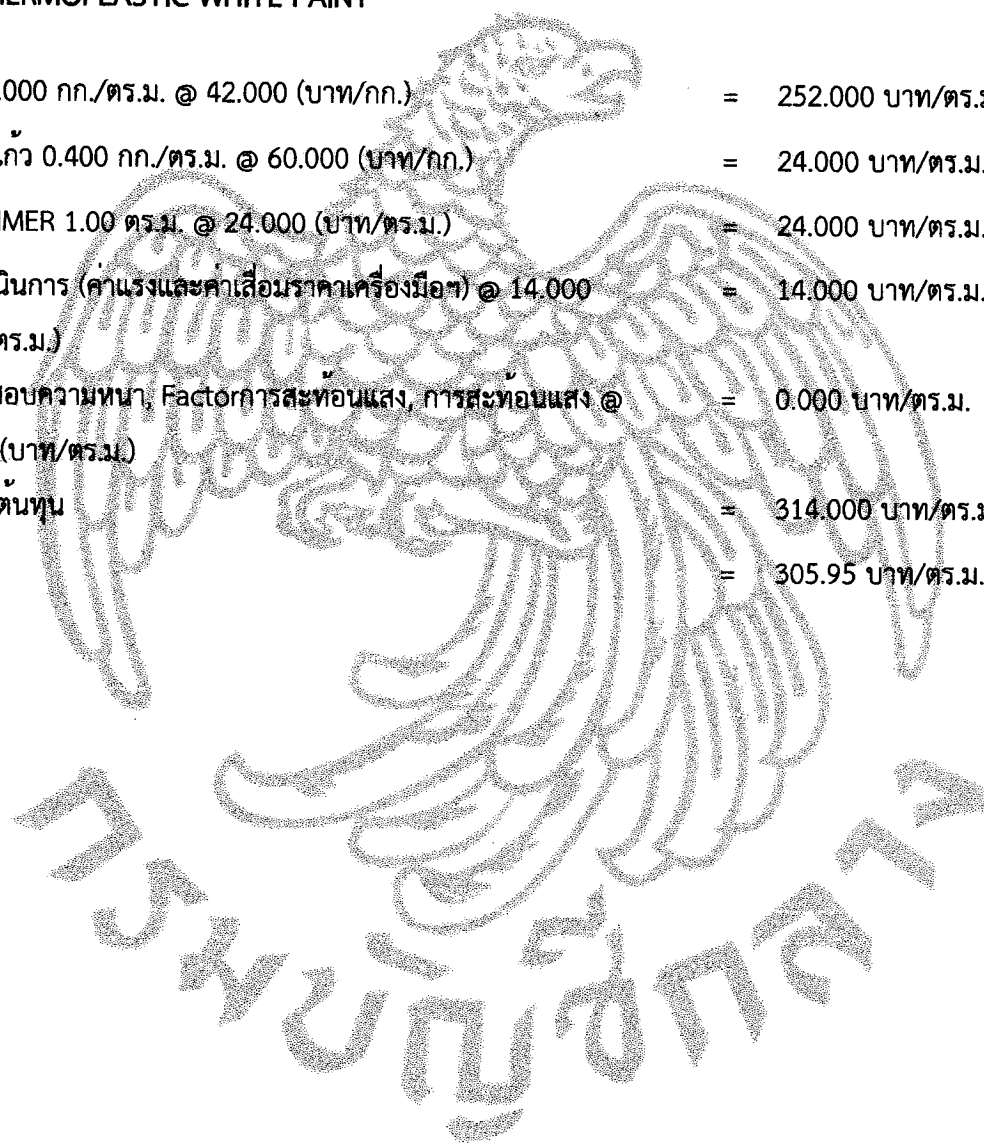 HERMOPLASTIC WHITE PAINT
.000 กก./ตร.ม. @ 42.000 (บาท/กก.) = 252.000 บาท/ตร.ม
แก้ว 0.400 กก./ตร.ม. @ 60.000 (บาท/กก.) = 24.000 บาท/ตร.ม.
IMER 1.00 ตร.ม. @ 24.000 (บาท/ตร.ม.) = 24.000 บาท/ตร.ม.
นินการ (ค่าแรงและค่าเสื่อมราคาเครื่องมือฯ) @ 14.000 = 14.000 บาท/ตร.ม.
ตร.ม.)
สอบความหนา, Factorการสะท้อนแสง, การสะท้อนแสง @ = 0.000 บาท/ตร.ม.
(บาท/ตร.ม.)
ต้นทุน = 314.000 บาท/ตร.ม
= 305.95 บาท/ตร.ม.
กรมบัญชีกลาง